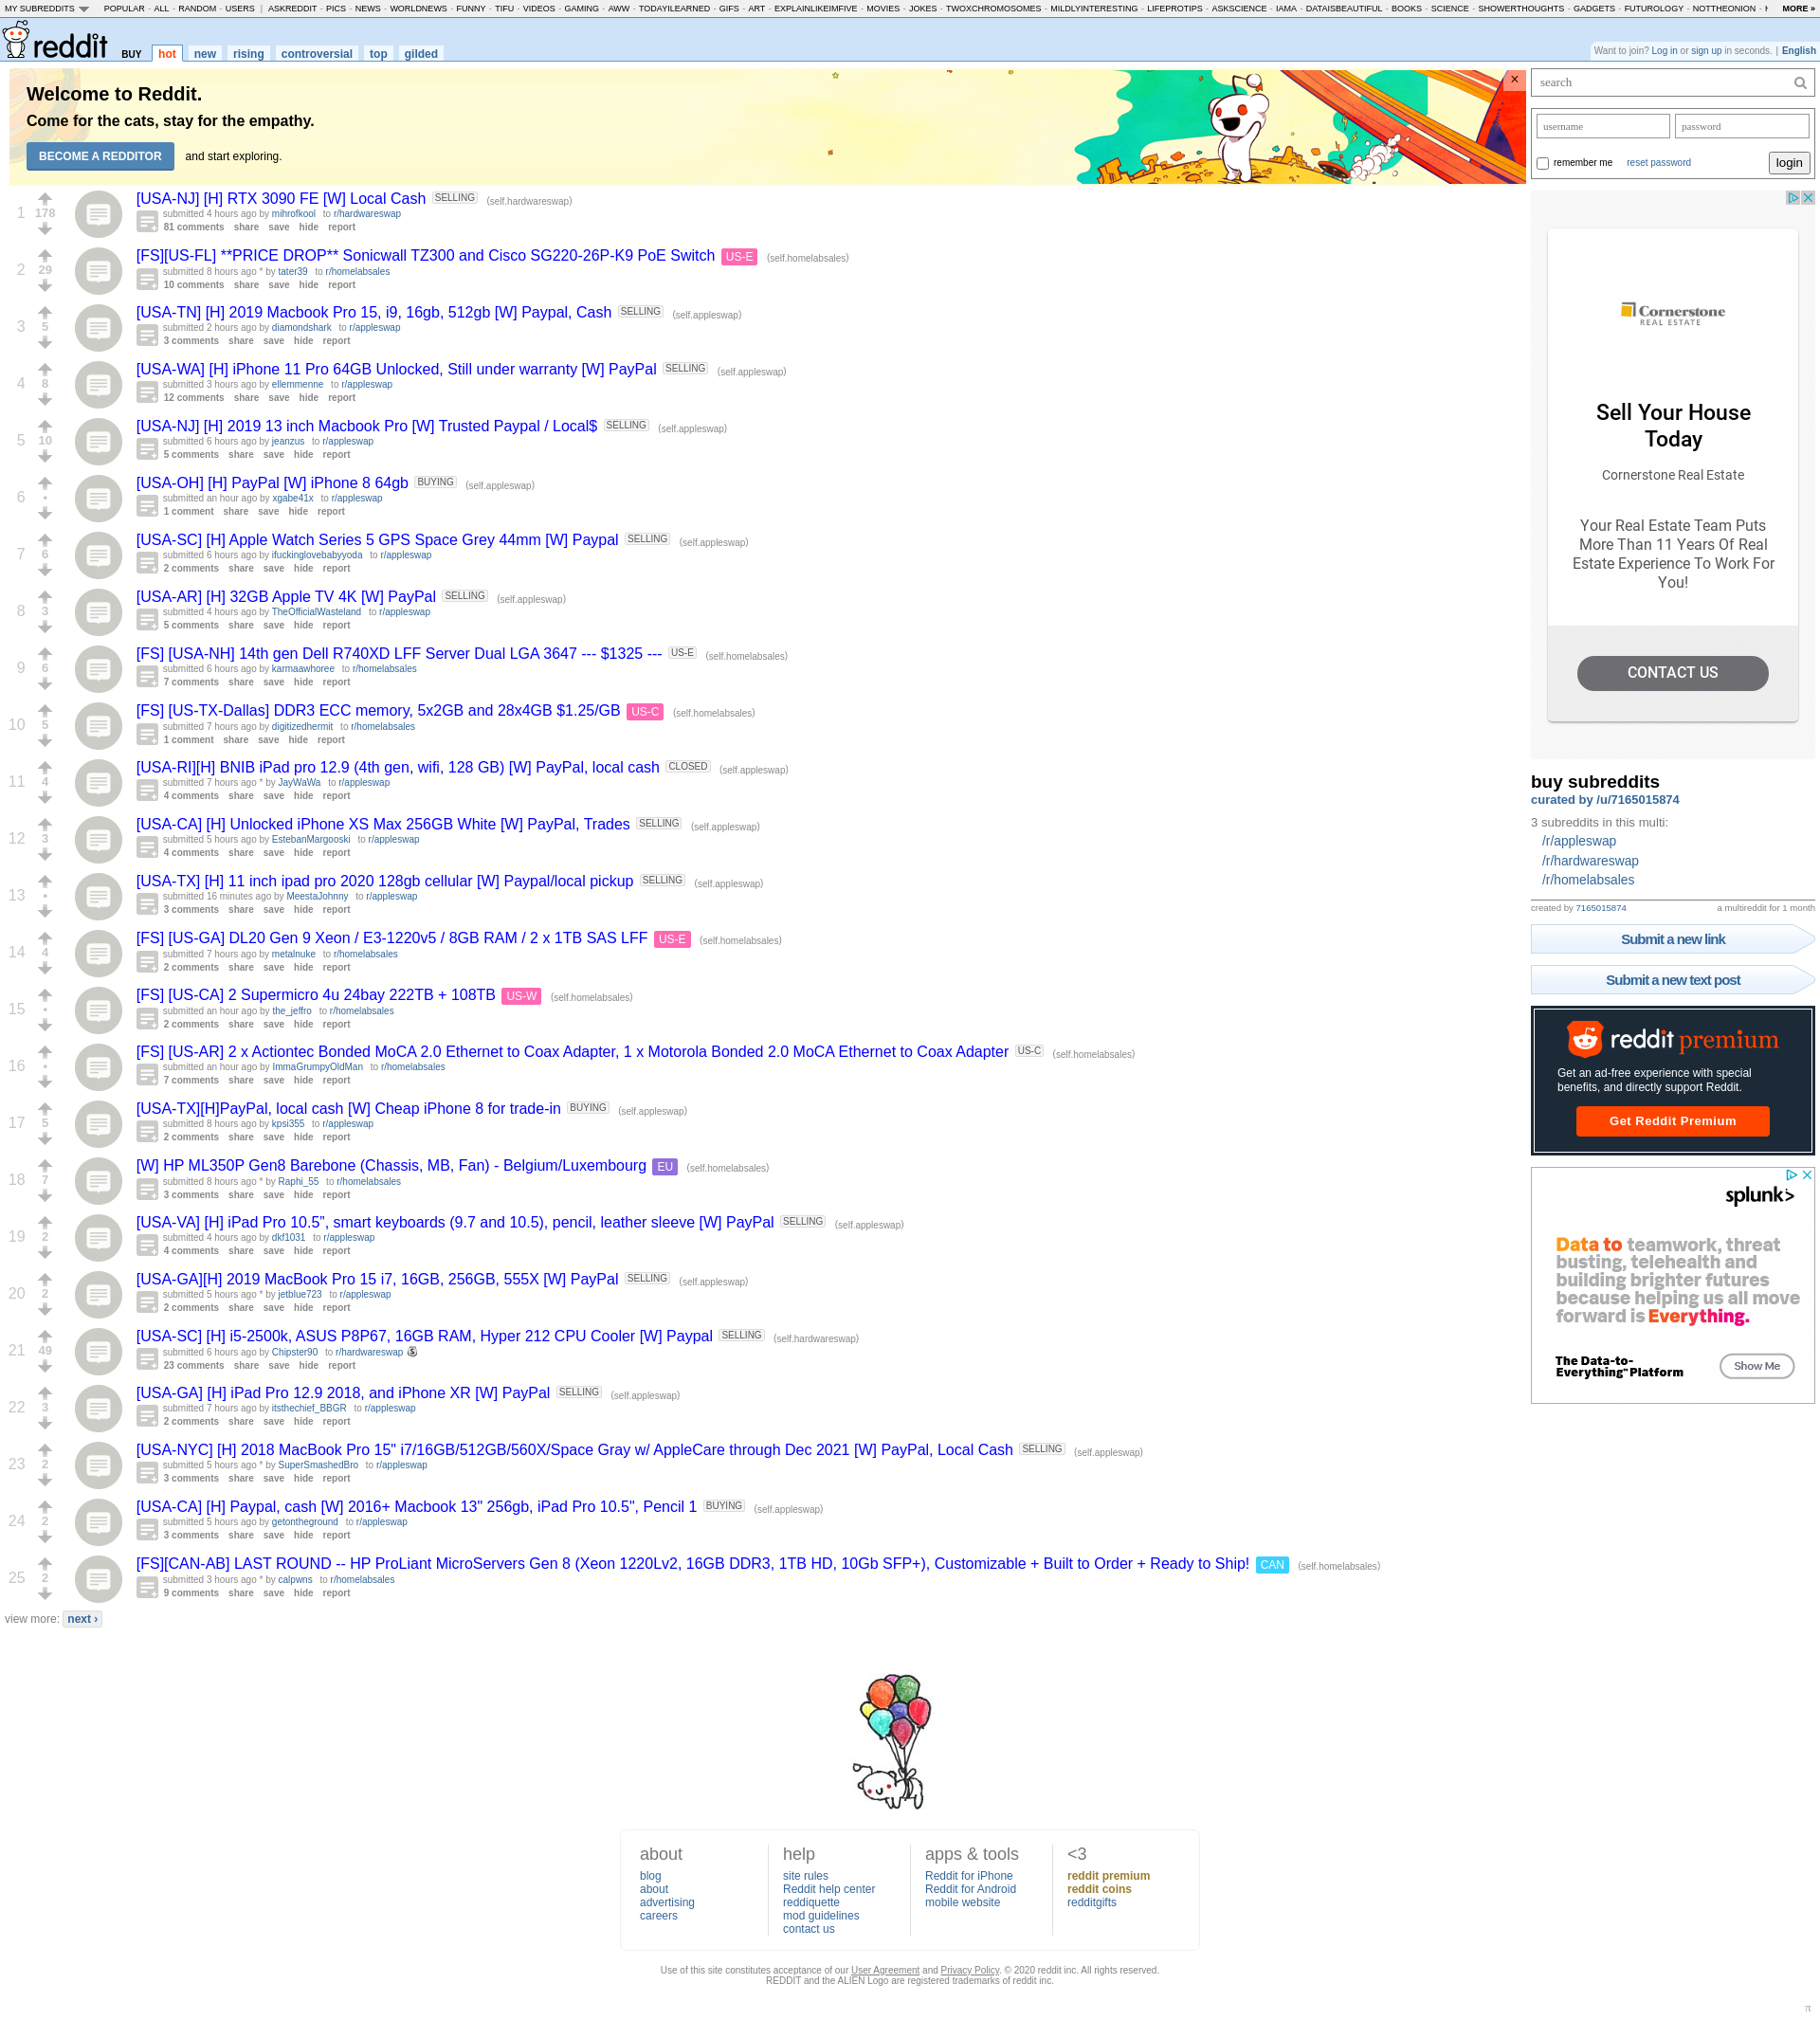 MY SUBREDDITS
POPULAR - ALL - RANDOM - USERS | ASKREDDIT - PICS - NEWS - WORLDNEWS - FUNNY - TIFU - VIDEOS - GAMING - AWW - TODAYILEARNED - GIFS - ART - EXPLAINLIKEIMFIVE - MOVIES - JOKES - TWOXCHROMOSOMES - MILDLYINTERESTING - LIFEPROTIPS - ASKSCIENCE - IAMA - DATAISBEAUTIFUL - BOOKS - SCIENCE - SHOWERTHOUGHTS - GADGETS - FUTUROLOGY - NOTTHEONION -
MORE »
reddit BUY hot new rising controversial top gilded
Want to join? Log in or sign up in seconds. | English
Welcome to Reddit.
Come for the cats, stay for the empathy.
BECOME A REDDITOR and start exploring.
×
1
178
[USA-NJ] [H] RTX 3090 FE [W] Local Cash SELLING (self.hardwareswap)
submitted 4 hours ago by mihrofkool to r/hardwareswap
81 comments share save hide report
2
29
[FS][US-FL] **PRICE DROP** Sonicwall TZ300 and Cisco SG220-26P-K9 PoE Switch US-E (self.homelabsales)
submitted 8 hours ago * by tater39 to r/homelabsales
10 comments share save hide report
3
5
[USA-TN] [H] 2019 Macbook Pro 15, i9, 16gb, 512gb [W] Paypal, Cash SELLING (self.appleswap)
submitted 2 hours ago by diamondshark to r/appleswap
3 comments share save hide report
4
8
[USA-WA] [H] iPhone 11 Pro 64GB Unlocked, Still under warranty [W] PayPal SELLING (self.appleswap)
submitted 3 hours ago by ellemmenne to r/appleswap
12 comments share save hide report
5
10
[USA-NJ] [H] 2019 13 inch Macbook Pro [W] Trusted Paypal / Local$ SELLING (self.appleswap)
submitted 6 hours ago by jeanzus to r/appleswap
5 comments share save hide report
6
•
[USA-OH] [H] PayPal [W] iPhone 8 64gb BUYING (self.appleswap)
submitted an hour ago by xgabe41x to r/appleswap
1 comment share save hide report
7
6
[USA-SC] [H] Apple Watch Series 5 GPS Space Grey 44mm [W] Paypal SELLING (self.appleswap)
submitted 6 hours ago by ifuckinglovebabyyoda to r/appleswap
2 comments share save hide report
8
3
[USA-AR] [H] 32GB Apple TV 4K [W] PayPal SELLING (self.appleswap)
submitted 4 hours ago by TheOfficialWasteland to r/appleswap
5 comments share save hide report
9
6
[FS] [USA-NH] 14th gen Dell R740XD LFF Server Dual LGA 3647 --- $1325 --- US-E (self.homelabsales)
submitted 6 hours ago by karmaawhoree to r/homelabsales
7 comments share save hide report
10
5
[FS] [US-TX-Dallas] DDR3 ECC memory, 5x2GB and 28x4GB $1.25/GB US-C (self.homelabsales)
submitted 7 hours ago by digitizedhermit to r/homelabsales
1 comment share save hide report
11
4
[USA-RI][H] BNIB iPad pro 12.9 (4th gen, wifi, 128 GB) [W] PayPal, local cash CLOSED (self.appleswap)
submitted 7 hours ago * by JayWaWa to r/appleswap
4 comments share save hide report
12
3
[USA-CA] [H] Unlocked iPhone XS Max 256GB White [W] PayPal, Trades SELLING (self.appleswap)
submitted 5 hours ago by EstebanMargooski to r/appleswap
4 comments share save hide report
13
•
[USA-TX] [H] 11 inch ipad pro 2020 128gb cellular [W] Paypal/local pickup SELLING (self.appleswap)
submitted 16 minutes ago by MeestaJohnny to r/appleswap
3 comments share save hide report
14
4
[FS] [US-GA] DL20 Gen 9 Xeon / E3-1220v5 / 8GB RAM / 2 x 1TB SAS LFF US-E (self.homelabsales)
submitted 7 hours ago by metalnuke to r/homelabsales
2 comments share save hide report
15
•
[FS] [US-CA] 2 Supermicro 4u 24bay 222TB + 108TB US-W (self.homelabsales)
submitted an hour ago by the_jeffro to r/homelabsales
2 comments share save hide report
16
•
[FS] [US-AR] 2 x Actiontec Bonded MoCA 2.0 Ethernet to Coax Adapter, 1 x Motorola Bonded 2.0 MoCA Ethernet to Coax Adapter US-C (self.homelabsales)
submitted an hour ago by ImmaGrumpyOldMan to r/homelabsales
7 comments share save hide report
17
5
[USA-TX][H]PayPal, local cash [W] Cheap iPhone 8 for trade-in BUYING (self.appleswap)
submitted 8 hours ago by kpsi355 to r/appleswap
2 comments share save hide report
18
7
[W] HP ML350P Gen8 Barebone (Chassis, MB, Fan) - Belgium/Luxembourg EU (self.homelabsales)
submitted 8 hours ago * by Raphi_55 to r/homelabsales
3 comments share save hide report
19
2
[USA-VA] [H] iPad Pro 10.5", smart keyboards (9.7 and 10.5), pencil, leather sleeve [W] PayPal SELLING (self.appleswap)
submitted 4 hours ago by dkf1031 to r/appleswap
4 comments share save hide report
20
2
[USA-GA][H] 2019 MacBook Pro 15 i7, 16GB, 256GB, 555X [W] PayPal SELLING (self.appleswap)
submitted 5 hours ago * by jetblue723 to r/appleswap
2 comments share save hide report
21
49
[USA-SC] [H] i5-2500k, ASUS P8P67, 16GB RAM, Hyper 212 CPU Cooler [W] Paypal SELLING (self.hardwareswap)
submitted 6 hours ago by Chipster90 to r/hardwareswap
23 comments share save hide report
22
3
[USA-GA] [H] iPad Pro 12.9 2018, and iPhone XR [W] PayPal SELLING (self.appleswap)
submitted 7 hours ago by itsthechief_BBGR to r/appleswap
2 comments share save hide report
23
2
[USA-NYC] [H] 2018 MacBook Pro 15" i7/16GB/512GB/560X/Space Gray w/ AppleCare through Dec 2021 [W] PayPal, Local Cash SELLING (self.appleswap)
submitted 5 hours ago * by SuperSmashedBro to r/appleswap
3 comments share save hide report
24
2
[USA-CA] [H] Paypal, cash [W] 2016+ Macbook 13" 256gb, iPad Pro 10.5", Pencil 1 BUYING (self.appleswap)
submitted 5 hours ago by getontheground to r/appleswap
3 comments share save hide report
25
2
[FS][CAN-AB] LAST ROUND -- HP ProLiant MicroServers Gen 8 (Xeon 1220Lv2, 16GB DDR3, 1TB HD, 10Gb SFP+), Customizable + Built to Order + Ready to Ship! CAN (self.homelabsales)
submitted 3 hours ago * by calpwns to r/homelabsales
9 comments share save hide report
view more: next ›
search
username password
remember me reset password login
Cornerstone
REAL ESTATE
Sell Your House
Today
Cornerstone Real Estate
Your Real Estate Team Puts
More Than 11 Years Of Real
Estate Experience To Work For
You!
CONTACT US
buy subreddits
curated by /u/7165015874
3 subreddits in this multi:
/r/appleswap
/r/hardwareswap
/r/homelabsales
created by 7165015874 a multireddit for 1 month
Submit a new link
Submit a new text post
reddit premium
Get an ad-free experience with special
benefits, and directly support Reddit.
Get Reddit Premium
splunk>
Data to teamwork, threat
busting, telehealth and
building brighter futures
because helping us all move
forward is Everything.
The Data-to-
Everything™ Platform
Show Me
about
blog
about
advertising
careers
help
site rules
Reddit help center
reddiquette
mod guidelines
contact us
apps & tools
Reddit for iPhone
Reddit for Android
mobile website
<3
reddit premium
reddit coins
redditgifts
Use of this site constitutes acceptance of our User Agreement and Privacy Policy. © 2020 reddit inc. All rights reserved.
REDDIT and the ALIEN Logo are registered trademarks of reddit inc.
π